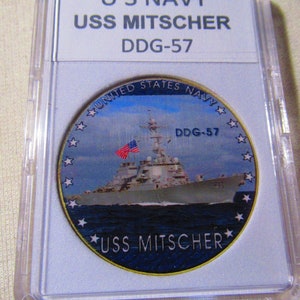 U S NAVY
USS MITSCHER
DDG-57
UNITED STATES NAVY
DDG-57
USS MITSCHER